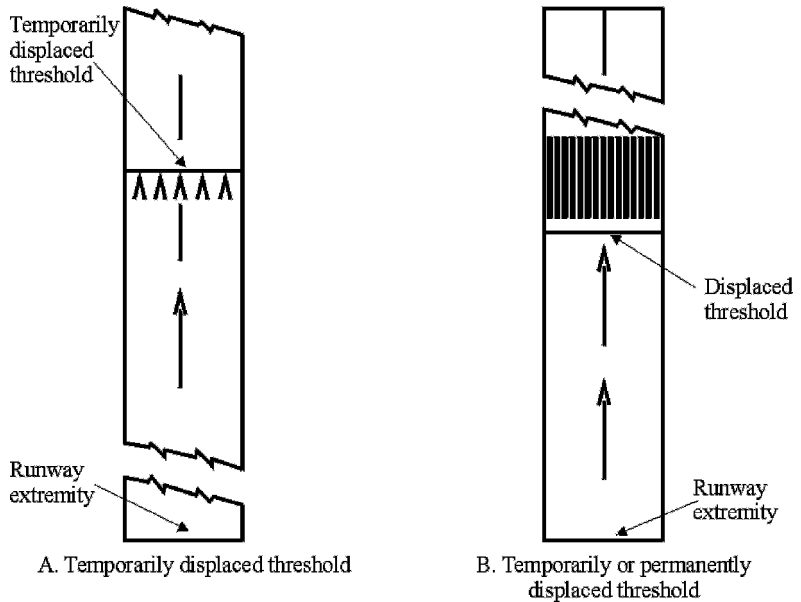 Temporarily
displaced
threshold
Runway
extremity
A. Temporarily displaced threshold
Displaced
threshold
Runway
extremity
B. Temporarily or permanently
displaced threshold